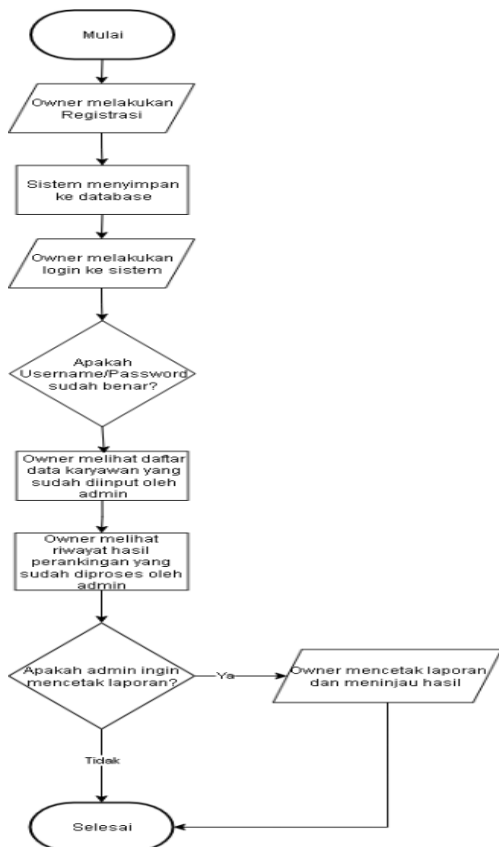 Mulai
Owner melakukan
Registrasi
Sistem menyimpan
ke database
Owner melakukan
login ke sistem
Apakah
Username/Password
sudah benar?
Owner melihat daftar
data karyawan yang
sudah diinput oleh
admin
Owner melihat
riwayat hasil
perankingan yang
sudah diproses oleh
admin
Apakah admin ingin
mencetak laporan?
Ya
Owner mencetak laporan
dan meninjau hasil
Tidak
Selesai